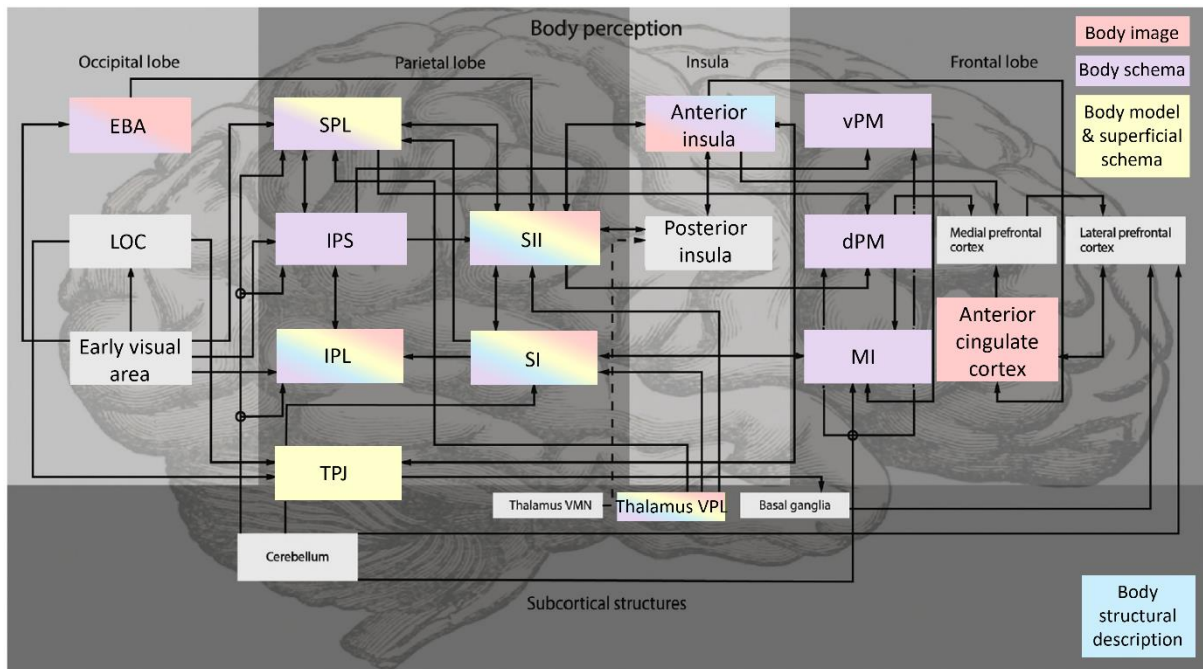 Body perception
Occipital lobe
Parietal lobe
Insula
Frontal lobe
Body image
Body schema
Body model
& superficial
schema
EBA
SPL
Anterior
insula
vPM
LOC
IPS
SII
Posterior
insula
dPM
Medial prefrontal
cortex
Lateral prefrontal
cortex
Early visual
area
IPL
SI
MI
Anterior
cingulate
cortex
TPJ
Thalamus VMN
Thalamus VPL
Basal ganglia
Cerebellum
Subcortical structures
Body
structural
description